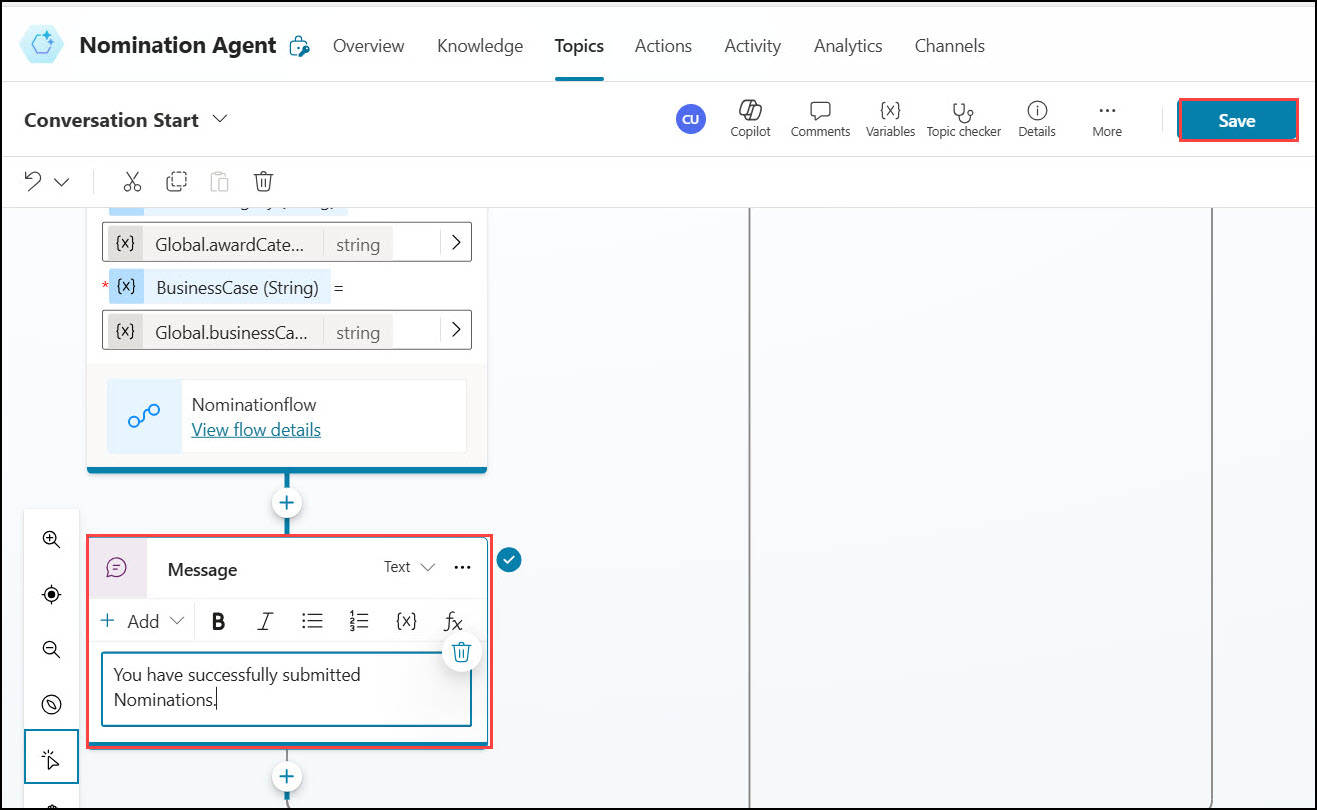 Nomination Agent Overview Knowledge Topics Actions Activity Analytics Channels
Conversation Start CU Copilot Comments {x} Variables Topic checker Details More Save
{x} Global.awardCate... string
* {x} BusinessCase (String) =
{x} Global.businessCa... string
Nominationflow
View flow details
Message Text
+ Add B I {x} fx
You have successfully submitted
Nominations.